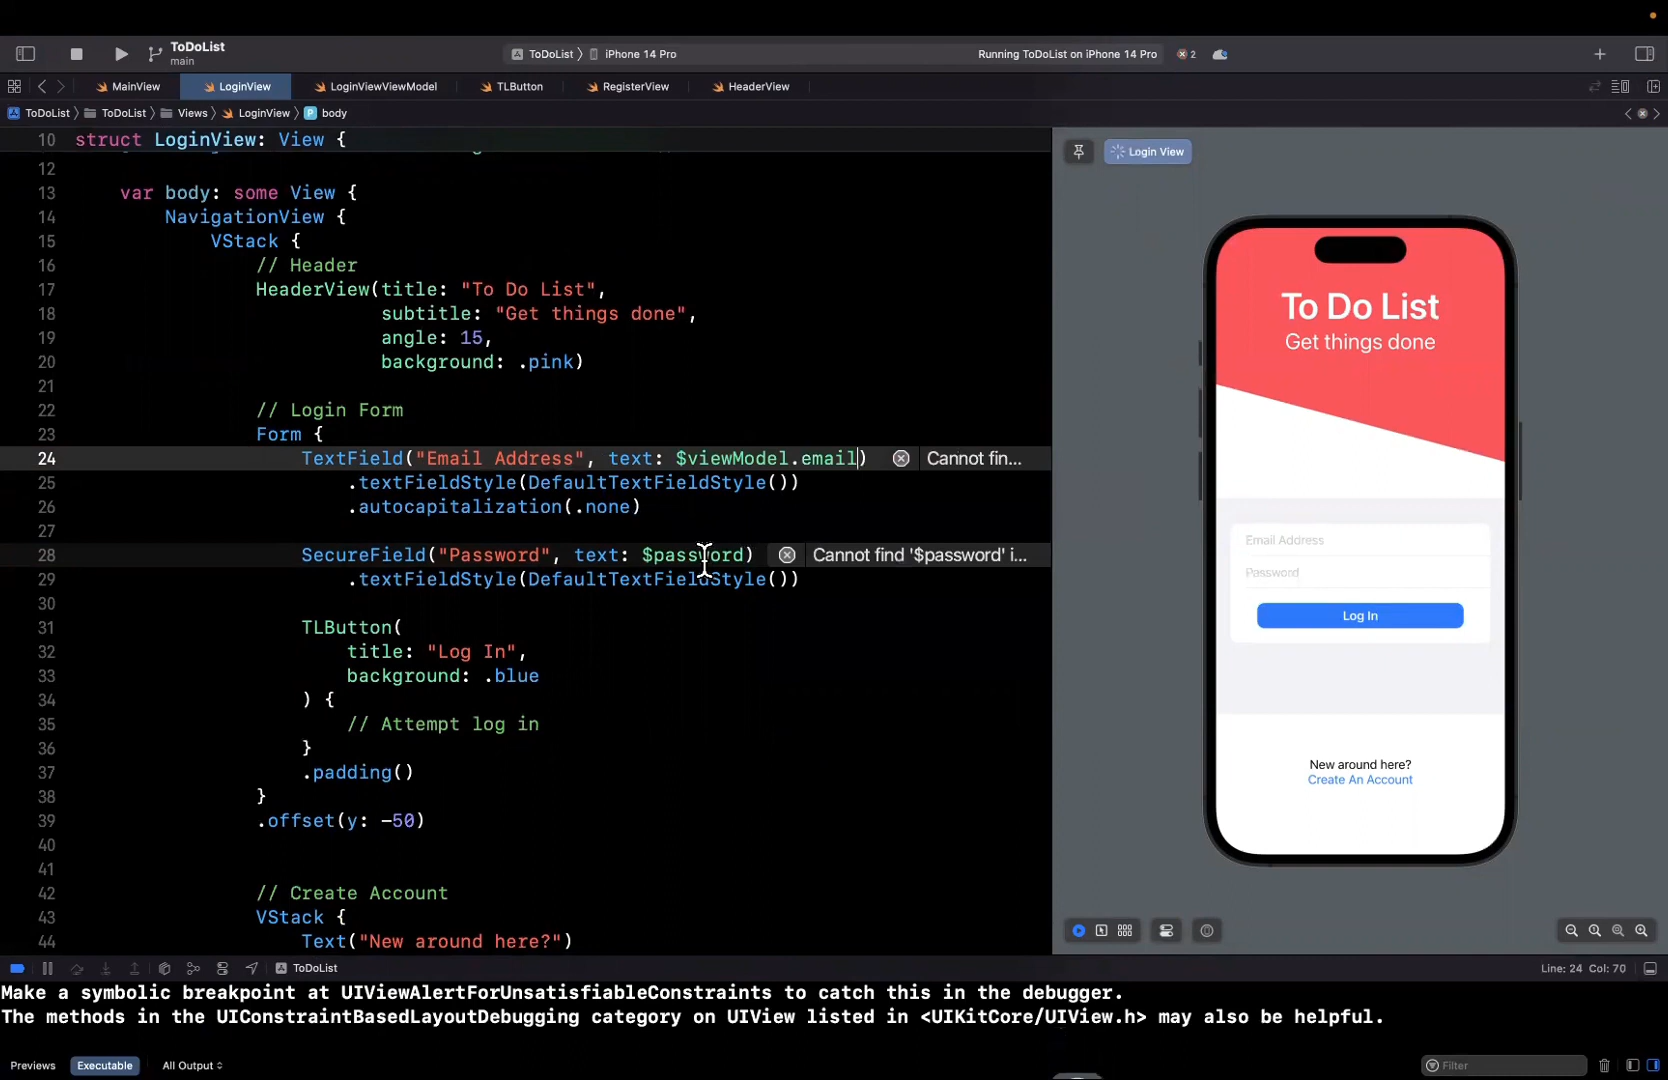 ToDoList
main
ToDoList 〉 iPhone 14 Pro
Running ToDoList on iPhone 14 Pro
2
MainView
LoginView
LoginViewViewModel
TLButton
RegisterView
HeaderView
ToDoList 〉 ToDoList 〉 Views 〉 LoginView 〉 P body
10 struct LoginView: View {
12
13 var body: some View {
14 NavigationView {
15 VStack {
16 // Header
17 HeaderView(title: "To Do List",
18 subtitle: "Get things done",
19 angle: 15,
20 background: .pink)
21
22 // Login Form
23 Form {
24 TextField("Email Address", text: $viewModel.email) Cannot fin...
25 .textFieldStyle(DefaultTextFieldStyle())
26 .autocapitalization(.none)
27
28 SecureField("Password", text: $password) Cannot find '$password' i...
29 .textFieldStyle(DefaultTextFieldStyle())
30
31 TLButton(
32 title: "Log In",
33 background: .blue
34 ) {
35 // Attempt log in
36 }
37 .padding()
38 }
39 .offset(y: -50)
40
41
42 // Create Account
43 VStack {
44 Text("New around here?")
Login View
To Do List
Get things done
Email Address
Password
Log In
New around here?
Create An Account
ToDoList
Line: 24 Col: 70
Make a symbolic breakpoint at UIViewAlertForUnsatisfiableConstraints to catch this in the debugger.
The methods in the UIConstraintBasedLayoutDebugging category on UIView listed in <UIKitCore/UIView.h> may also be helpful.
Previews
Executable
All Output
Filter